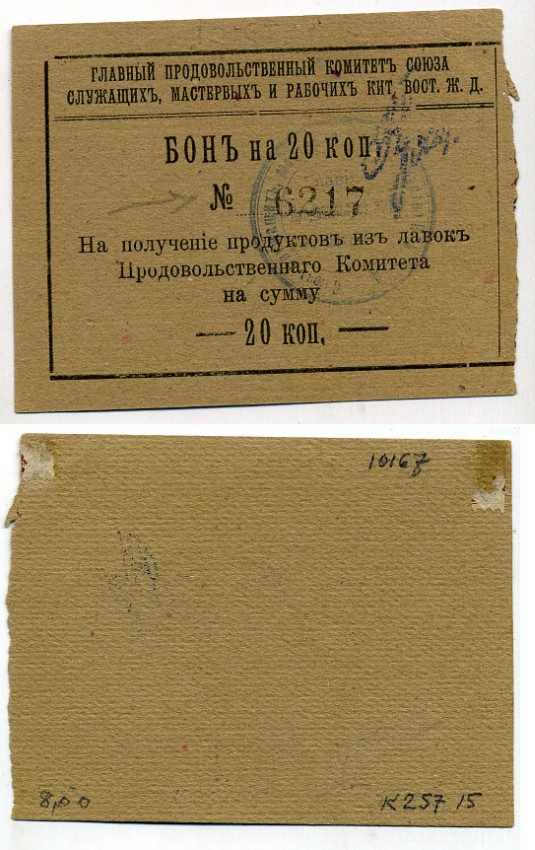 ГЛАВНЫЙ ПРОДОВОЛЬСТВЕННЫЙ КОМИТЕТЪ СОЮЗА
СЛУЖАЩИХЪ, МАСТЕРВЫХЪ И РАБОЧИХЪ КИТ. ВОСТ. Ж. Д.
БОНЪ на 20 коп.
№ 6217
На полученіе продуктовъ изъ лавокъ
Продовольственнаго Комитета
на сумму
— 20 коп. —
10167
8,00
K 257 15